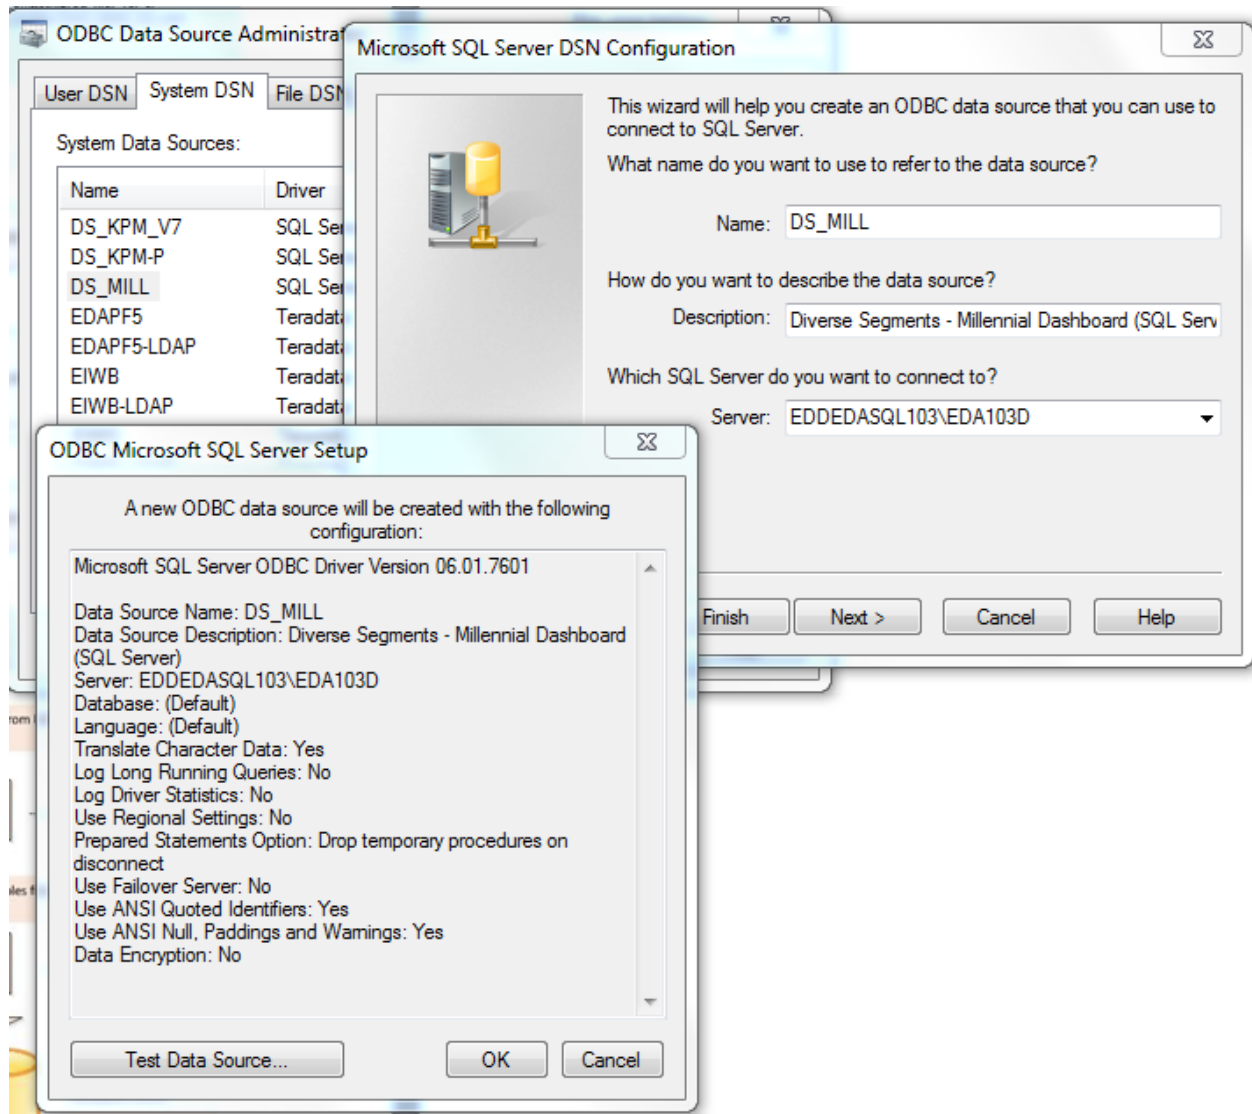 ODBC Data Source Administrat
User DSN
System DSN
File DSN
System Data Sources:
Name Driver
DS_KPM_V7 SQL Ser
DS_KPM-P SQL Ser
DS_MILL SQL Ser
EDAPF5 Teradat
EDAPF5-LDAP Teradat
EIWB Teradat
EIWB-LDAP Teradat
Microsoft SQL Server DSN Configuration
This wizard will help you create an ODBC data source that you can use to
connect to SQL Server.
What name do you want to use to refer to the data source?
Name: DS_MILL
How do you want to describe the data source?
Description: Diverse Segments - Millennial Dashboard (SQL Serv
Which SQL Server do you want to connect to?
Server: EDDEDASQL103\EDA103D
Finish
Next >
Cancel
Help
ODBC Microsoft SQL Server Setup
A new ODBC data source will be created with the following
configuration:
Microsoft SQL Server ODBC Driver Version 06.01.7601
Data Source Name: DS_MILL
Data Source Description: Diverse Segments - Millennial Dashboard
(SQL Server)
Server: EDDEDASQL103\EDA103D
Database: (Default)
Language: (Default)
Translate Character Data: Yes
Log Long Running Queries: No
Log Driver Statistics: No
Use Regional Settings: No
Prepared Statements Option: Drop temporary procedures on
disconnect
Use Failover Server: No
Use ANSI Quoted Identifiers: Yes
Use ANSI Null, Paddings and Warnings: Yes
Data Encryption: No
Test Data Source...
OK
Cancel